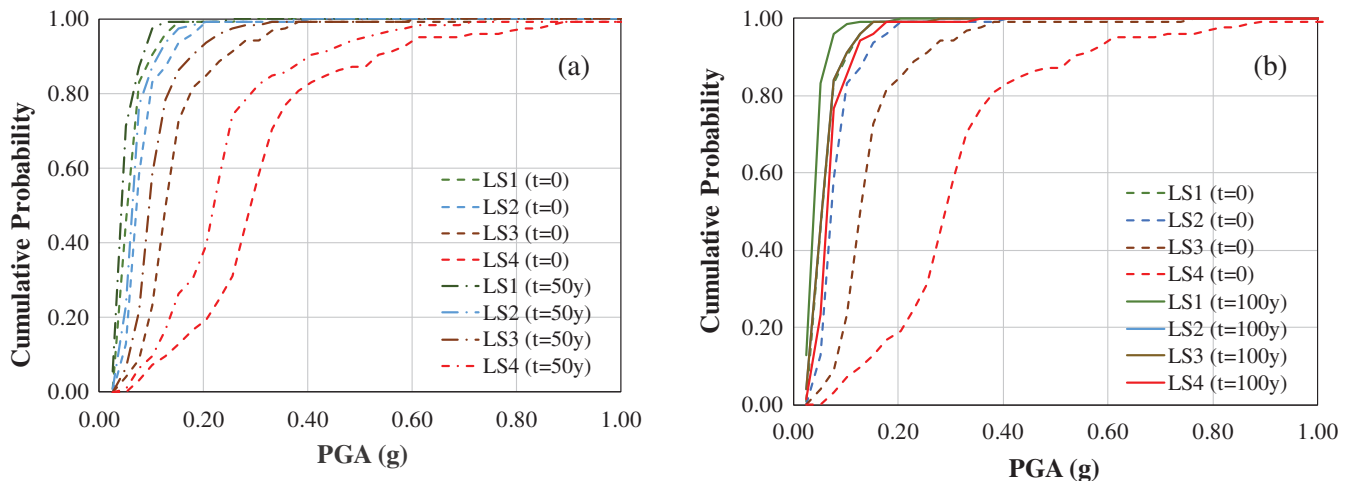 (a)
Cumulative Probability
1.00
0.80
0.60
0.40
0.20
0.00
LS1 (t=0)
LS2 (t=0)
LS3 (t=0)
LS4 (t=0)
LS1 (t=50y)
LS2 (t=50y)
LS3 (t=50y)
LS4 (t=50y)
0.00 0.20 0.40 0.60 0.80 1.00
PGA (g)
(b)
Cumulative Probability
1.00
0.80
0.60
0.40
0.20
0.00
LS1 (t=0)
LS2 (t=0)
LS3 (t=0)
LS4 (t=0)
LS1 (t=100y)
LS2 (t=100y)
LS3 (t=100y)
LS4 (t=100y)
0.00 0.20 0.40 0.60 0.80 1.00
PGA (g)